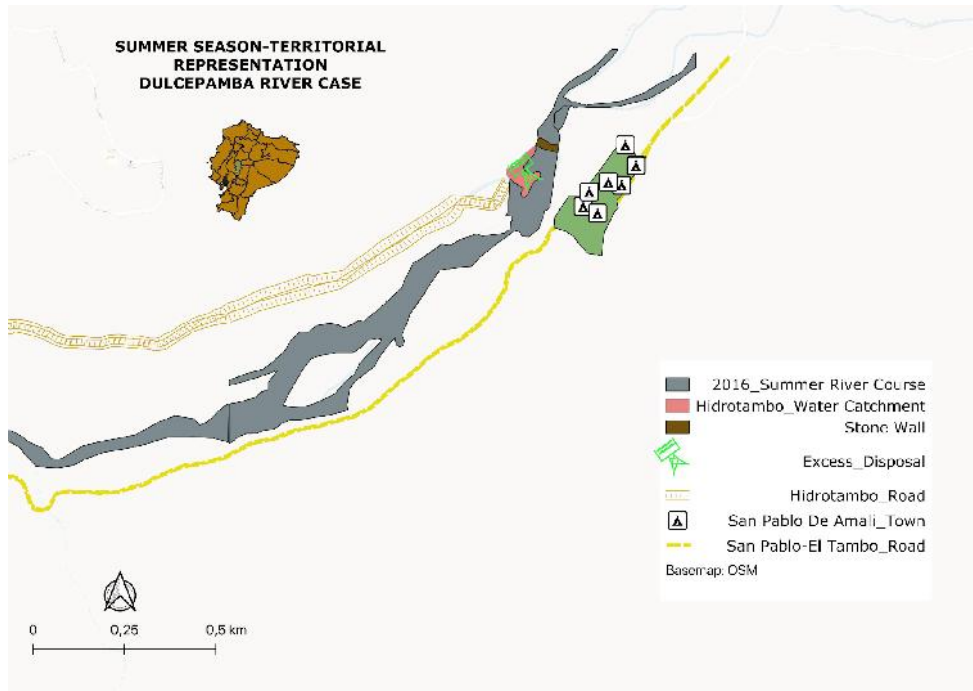 SUMMER SEASON-TERRITORIAL
REPRESENTATION
DULCEPAMBA RIVER CASE
2016_Summer River Course
Hidrotambo_Water Catchment
Stone Wall
Excess_Disposal
Hidrotambo_Road
San Pablo De Amali_Town
San Pablo-El Tambo_Road
Basemap: OSM
0 0,25 0,5 km